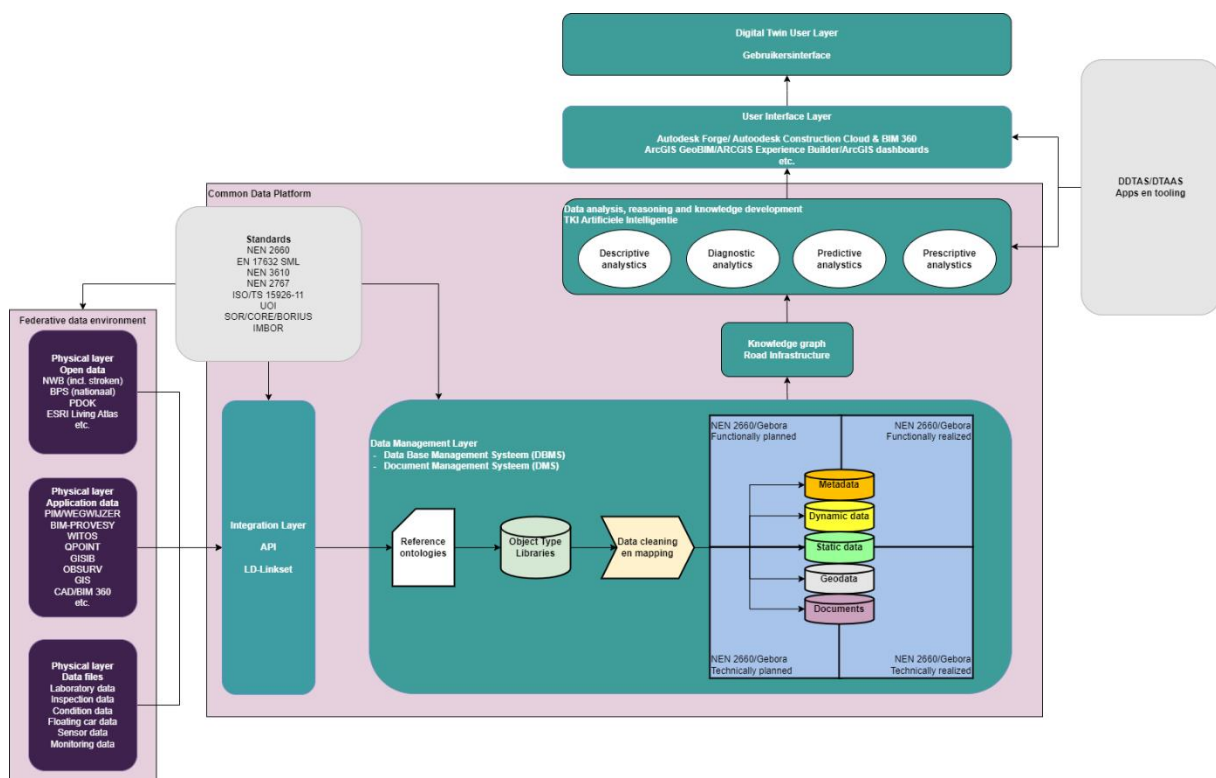 Digital Twin User Layer
Gebruikersinterface
User Interface Layer
Autodesk Forge/ Autoodesk Construction Cloud & BIM 360
ArcGIS GeoBIM/ARCGIS Experience Builder/ArcGIS dashboards
etc.
DDTAS/DTAAS
Apps en tooling
Common Data Platform
Data analysis, reasoning and knowledge development
TKI Artificiele Intelligentie
Descriptive
analystics
Diagnostic
analytics
Predictive
analystics
Prescriptive
analystics
Standards
NEN 2660
EN 17632 SML
NEN 3610
NEN 2767
ISO/TS 15926-11
UOI
SOR/CORE/BORIUS
IMBOR
Knowledge graph
Road Infrastructure
Federative data environment
Physical layer
Open data
NWB (incl. stroken)
BPS (nationaal)
PDOK
ESRI Living Atlas
etc.
Physical layer
Application data
PIM/WEGWIJZER
BIM-PROVESY
WITOS
QPOINT
GISIB
OBSURV
GIS
CAD/BIM 360
etc.
Physical layer
Data files
Laboratory data
Inspection data
Condition data
Floating car data
Sensor data
Monitoring data
Integration Layer
API
LD-Linkset
Data Management Layer
- Data Base Management Systeem (DBMS)
- Document Management Systeem (DMS)
Reference
ontologies
Object Type
Libraries
Data cleaning
en mapping
NEN 2660/Gebora
Functionally planned
NEN 2660/Gebora
Functionally realized
Metadata
Dynamic data
Static data
Geodata
Documents
NEN 2660/Gebora
Technically planned
NEN 2660/Gebora
Technically realized